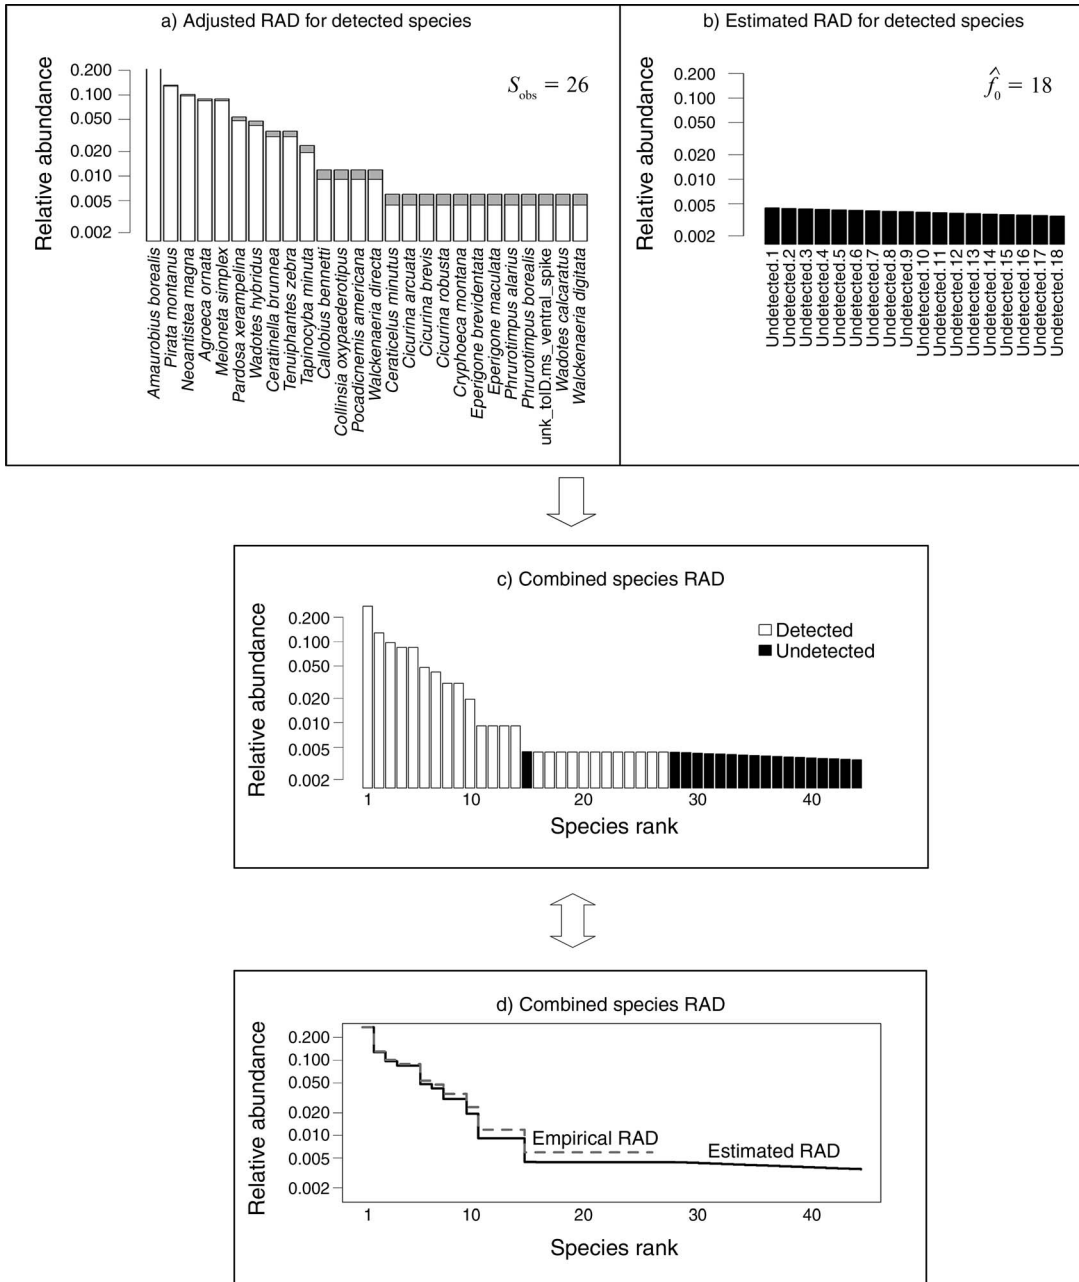 a) Adjusted RAD for detected species
Relative abundance
0.200
0.100
0.050
0.020
0.010
0.005
0.002
S_obs = 26
Amaurobius borealis
Pirata montanus
Neoantistea magna
Agroeca ornata
Meioneta simplex
Pardosa xerampelina
Wadotes hybridus
Ceratinella brunnea
Tenuiphantes zebra
Tapinocyba minuta
Callobius bennetti
Collinsia oxypaederotipus
Pocadicnemis americana
Walckenaeria directa
Ceraticelus minutus
Cicurina arcuata
Cicurina brevis
Cicurina robusta
Cryphoeca montana
Eperigone brevidentata
Eperigone maculata
Phrurotimpus alarius
Phrurotimpus borealis
unk_tolD.ms_ventral_spike
Wadotes calcaratus
Walckenaeria digitata
b) Estimated RAD for detected species
Relative abundance
0.200
0.100
0.050
0.020
0.010
0.005
0.002
f̂_0 = 18
Undetected.1
Undetected.2
Undetected.3
Undetected.4
Undetected.5
Undetected.6
Undetected.7
Undetected.8
Undetected.9
Undetected.10
Undetected.11
Undetected.12
Undetected.13
Undetected.14
Undetected.15
Undetected.16
Undetected.17
Undetected.18
c) Combined species RAD
Relative abundance
0.200
0.100
0.050
0.020
0.010
0.005
0.002
Detected
Undetected
1 10 20 30 40
Species rank
d) Combined species RAD
Relative abundance
0.200
0.100
0.050
0.020
0.010
0.005
0.002
Empirical RAD
Estimated RAD
1 10 20 30 40
Species rank